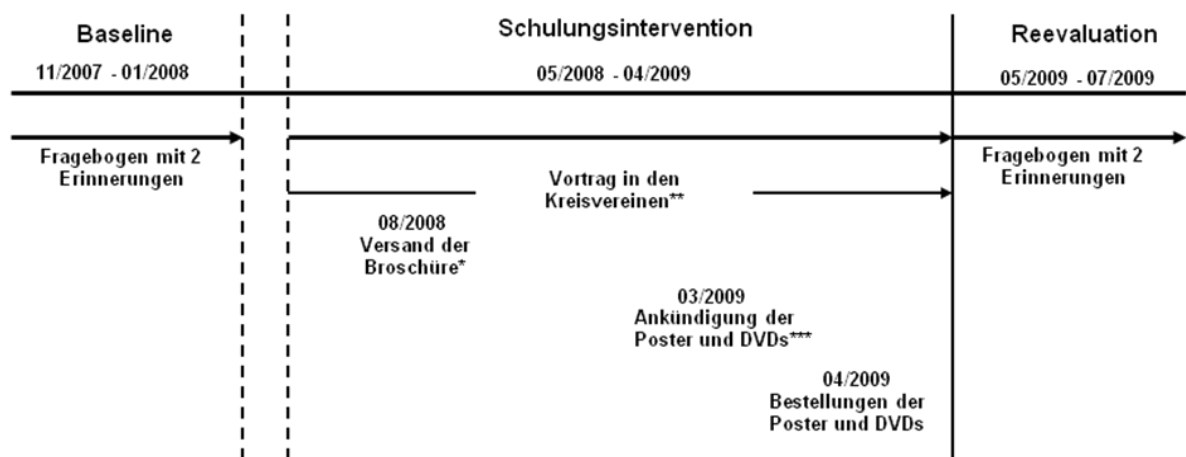 Baseline
11/2007 - 01/2008
Fragebogen mit 2
Erinnerungen
Schulungsintervention
05/2008 - 04/2009
Vortrag in den
Kreisvereinen**
08/2008
Versand der
Broschüre*
03/2009
Ankündigung der
Poster und DVDs***
04/2009
Bestellungen der
Poster und DVDs
Reevaluation
05/2009 - 07/2009
Fragebogen mit 2
Erinnerungen